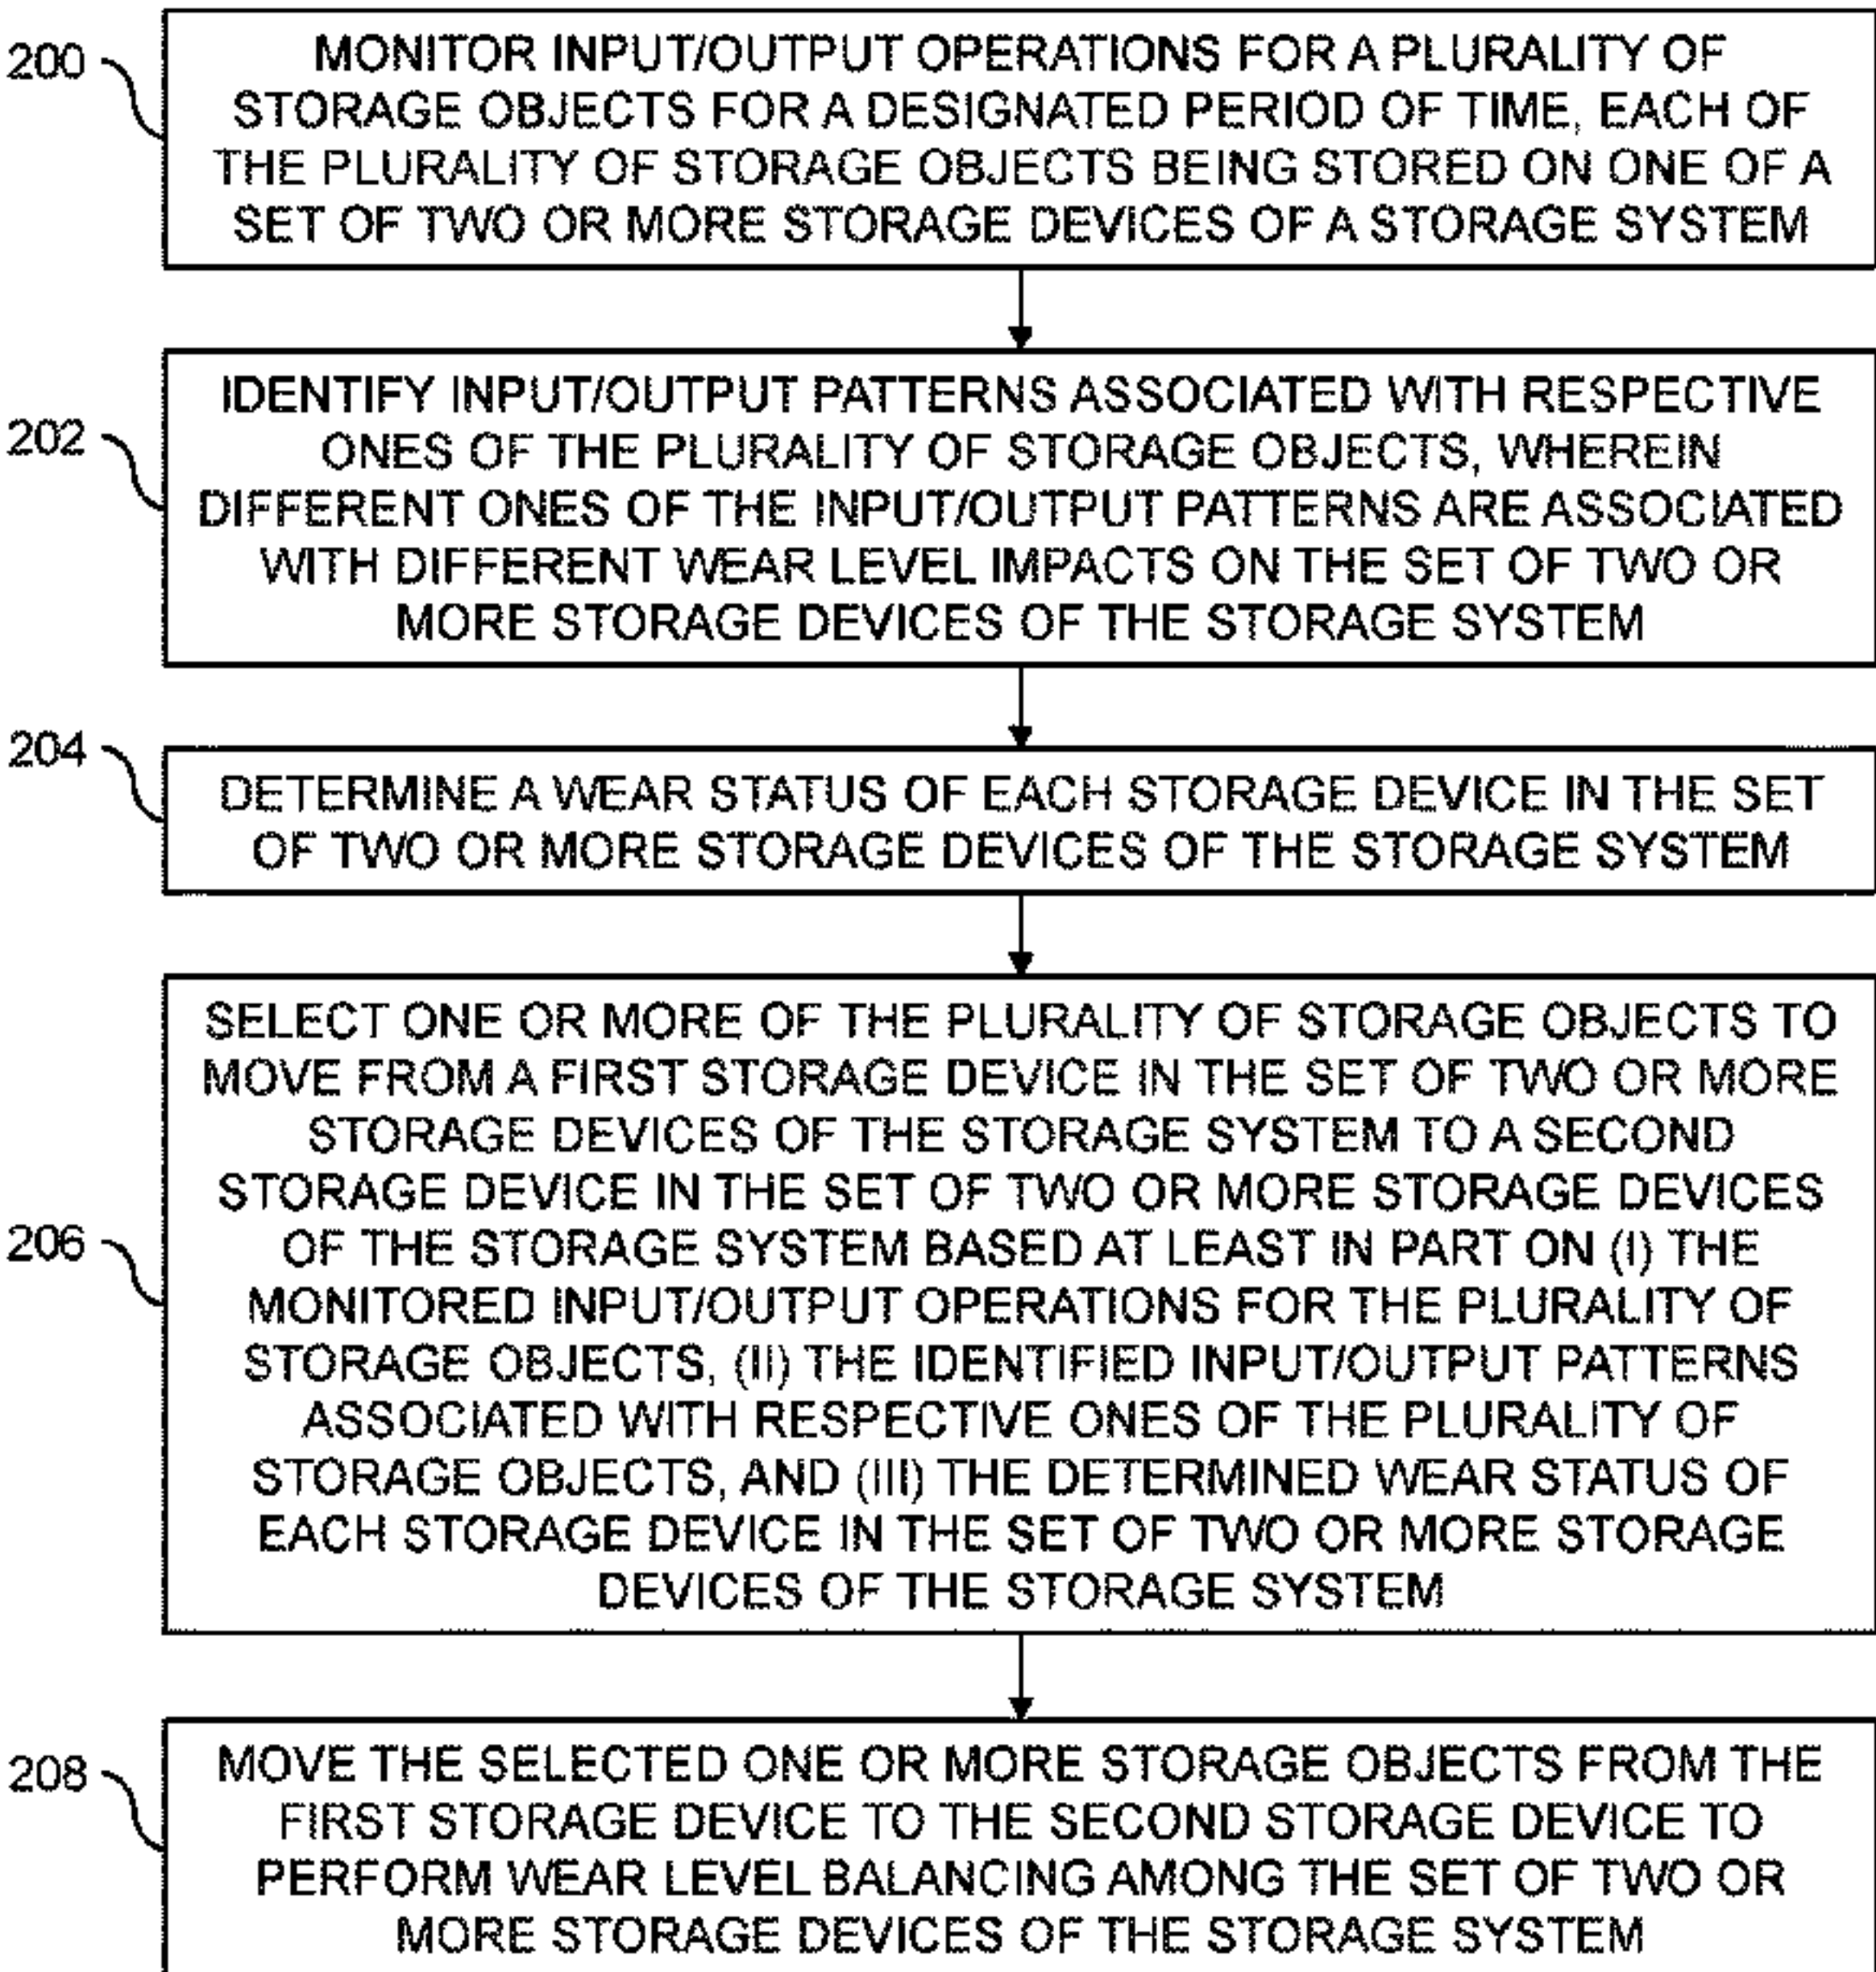 200
MONITOR INPUT/OUTPUT OPERATIONS FOR A PLURALITY OF
STORAGE OBJECTS FOR A DESIGNATED PERIOD OF TIME, EACH OF
THE PLURALITY OF STORAGE OBJECTS BEING STORED ON ONE OF A
SET OF TWO OR MORE STORAGE DEVICES OF A STORAGE SYSTEM
202
IDENTIFY INPUT/OUTPUT PATTERNS ASSOCIATED WITH RESPECTIVE
ONES OF THE PLURALITY OF STORAGE OBJECTS, WHEREIN
DIFFERENT ONES OF THE INPUT/OUTPUT PATTERNS ARE ASSOCIATED
WITH DIFFERENT WEAR LEVEL IMPACTS ON THE SET OF TWO OR
MORE STORAGE DEVICES OF THE STORAGE SYSTEM
204
DETERMINE A WEAR STATUS OF EACH STORAGE DEVICE IN THE SET
OF TWO OR MORE STORAGE DEVICES OF THE STORAGE SYSTEM
206
SELECT ONE OR MORE OF THE PLURALITY OF STORAGE OBJECTS TO
MOVE FROM A FIRST STORAGE DEVICE IN THE SET OF TWO OR MORE
STORAGE DEVICES OF THE STORAGE SYSTEM TO A SECOND
STORAGE DEVICE IN THE SET OF TWO OR MORE STORAGE DEVICES
OF THE STORAGE SYSTEM BASED AT LEAST IN PART ON (I) THE
MONITORED INPUT/OUTPUT OPERATIONS FOR THE PLURALITY OF
STORAGE OBJECTS, (II) THE IDENTIFIED INPUT/OUTPUT PATTERNS
ASSOCIATED WITH RESPECTIVE ONES OF THE PLURALITY OF
STORAGE OBJECTS, AND (III) THE DETERMINED WEAR STATUS OF
EACH STORAGE DEVICE IN THE SET OF TWO OR MORE STORAGE
DEVICES OF THE STORAGE SYSTEM
208
MOVE THE SELECTED ONE OR MORE STORAGE OBJECTS FROM THE
FIRST STORAGE DEVICE TO THE SECOND STORAGE DEVICE TO
PERFORM WEAR LEVEL BALANCING AMONG THE SET OF TWO OR
MORE STORAGE DEVICES OF THE STORAGE SYSTEM